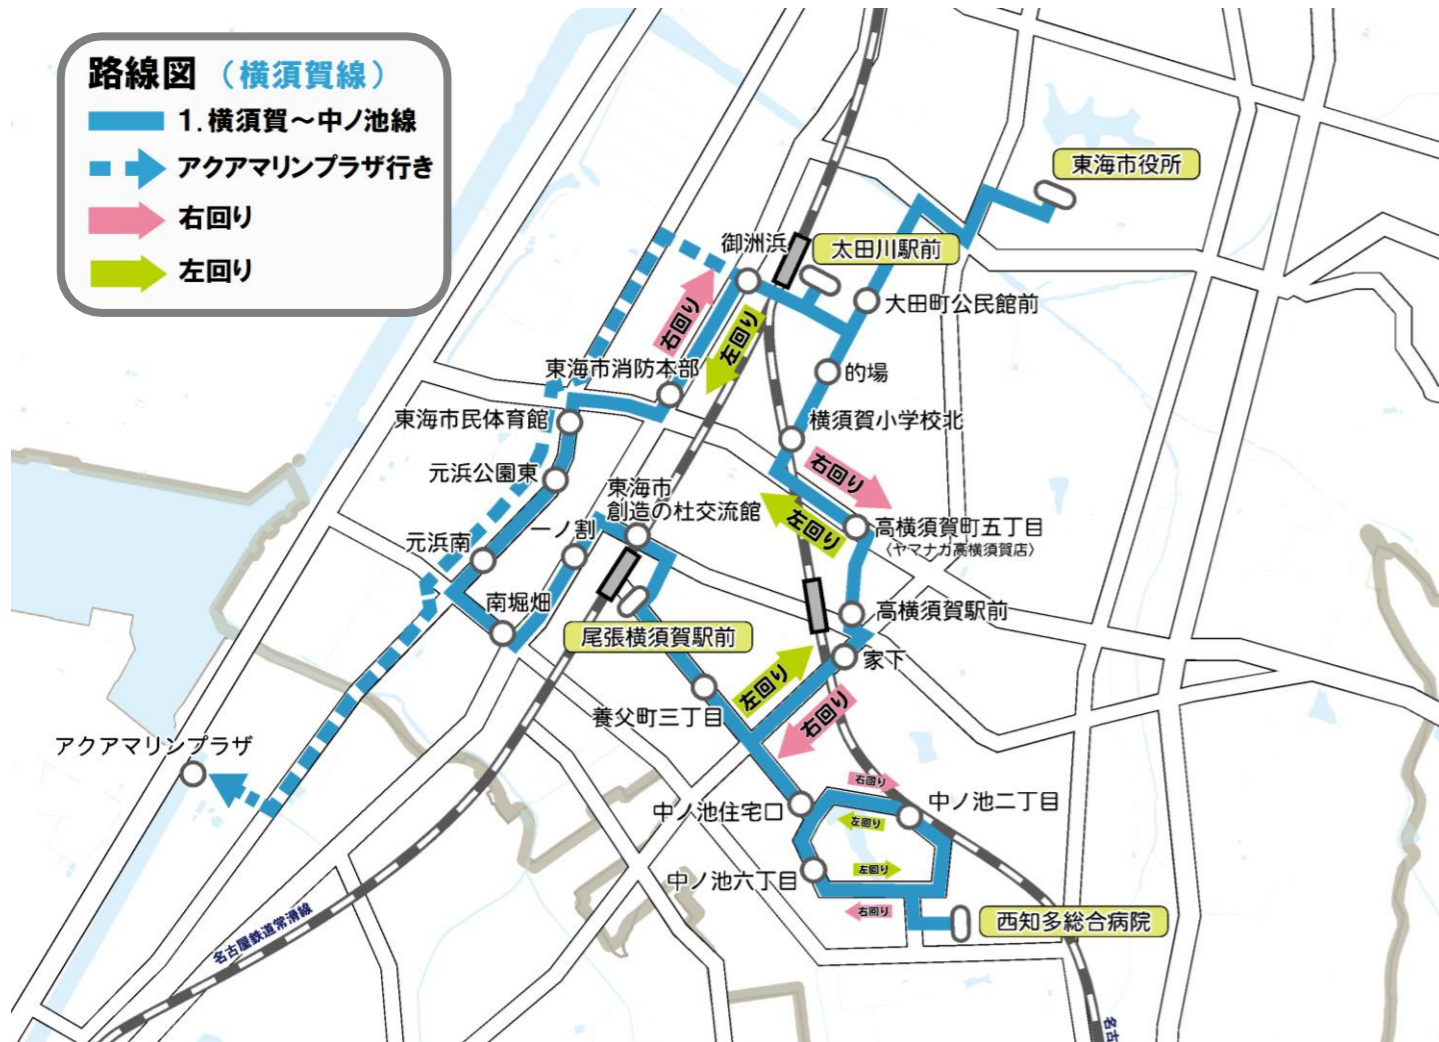 路線図（横須賀線）
1.横須賀～中ノ池線
アクアマリンプラザ行き
右回り
左回り
東海市役所
御洲浜
太田川駅前
大田町公民館前
右回り
左回り
東海市消防本部
的場
東海市民体育館
横須賀小学校北
右回り
元浜公園東
東海市
創造の杜交流館
左回り
高横須賀町五丁目
〈ヤマナカ高横須賀店〉
一ノ割
元浜南
南堀畑
高横須賀駅前
尾張横須賀駅前
家下
左回り
養父町三丁目
右回り
アクアマリンプラザ
右回り
中ノ池住宅口
中ノ池二丁目
左回り
中ノ池六丁目
左回り
右回り
西知多総合病院
名古屋鉄道常滑線
名古